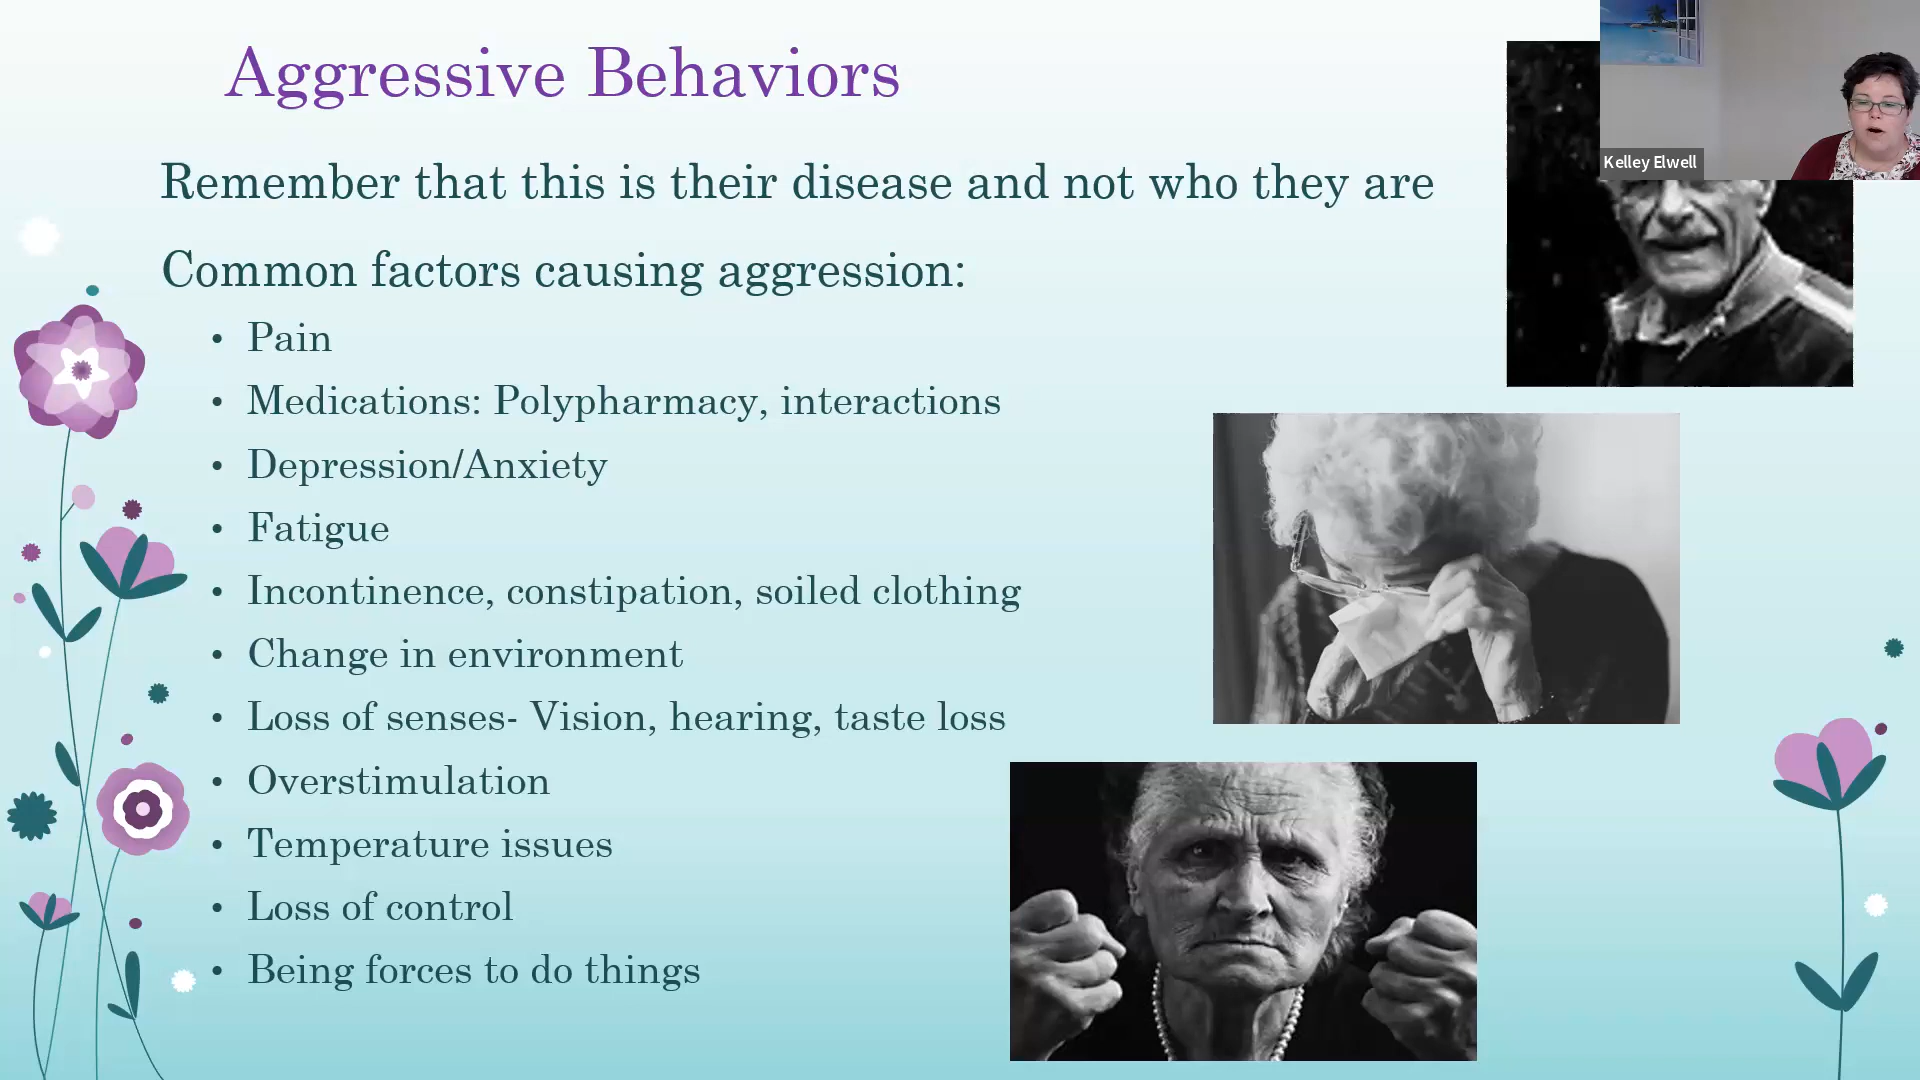 Aggressive Behaviors
Kelley Elwell
Remember that this is their disease and not who they are
Common factors causing aggression:
• Pain
• Medications: Polypharmacy, interactions
• Depression/Anxiety
• Fatigue
• Incontinence, constipation, soiled clothing
• Change in environment
• Loss of senses- Vision, hearing, taste loss
• Overstimulation
• Temperature issues
• Loss of control
• Being forces to do things